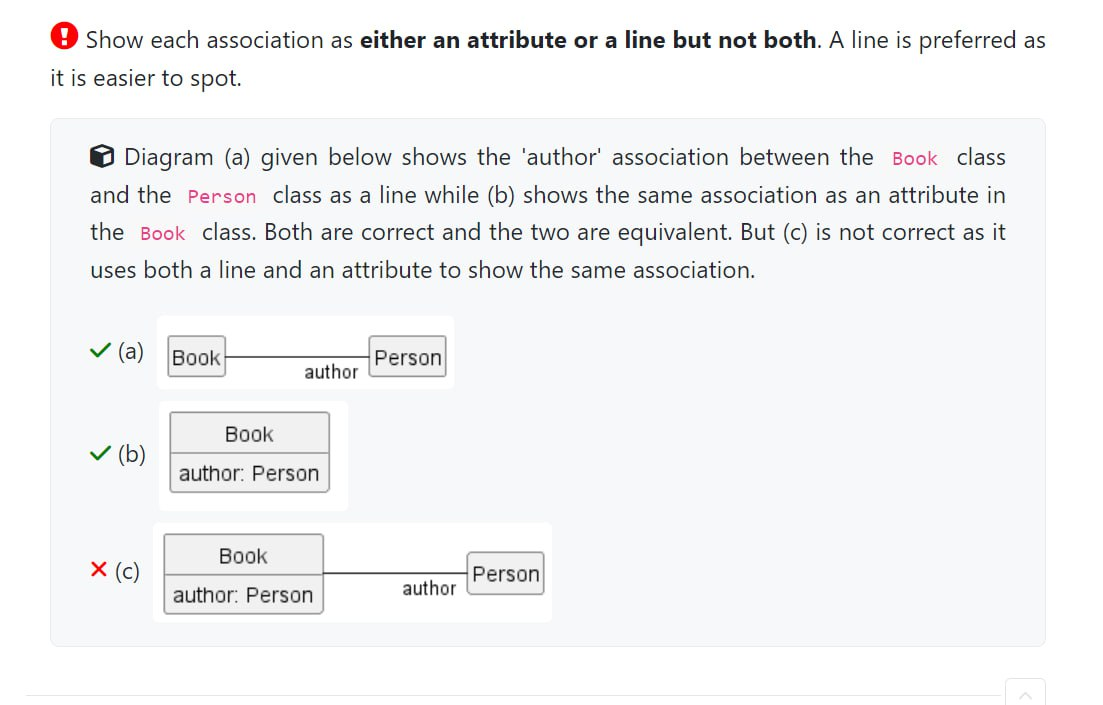 Show each association as either an attribute or a line but not both. A line is preferred as
it is easier to spot.
Diagram (a) given below shows the 'author' association between the Book class
and the Person class as a line while (b) shows the same association as an attribute in
the Book class. Both are correct and the two are equivalent. But (c) is not correct as it
uses both a line and an attribute to show the same association.
(a)
Book
author
Person
(b)
Book
author: Person
(c)
Book
author: Person
author
Person